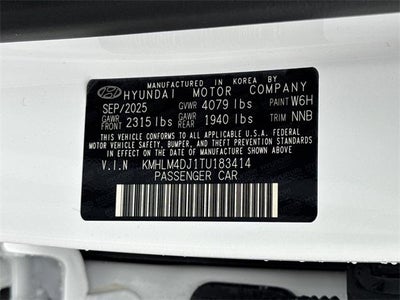 MANUFACTURED IN KOREA BY
HYUNDAI MOTOR COMPANY
SEP/2025 GVWR 4079 lbs PAINT W6H
GAWR FRONT 2315 lbs GAWR REAR 1940 lbs TRIM NNB
THIS VEHICLE CONFORMS TO ALL APPLICABLE U.S.A. FEDERAL
MOTOR VEHICLE SAFETY, BUMPER, AND THEFT PREVENTION
STANDARDS IN EFFECT ON THE DATE OF MANUFACTURE SHOWN ABOVE.
V.I.N KMHLM4DJ1TU183414
PASSENGER CAR